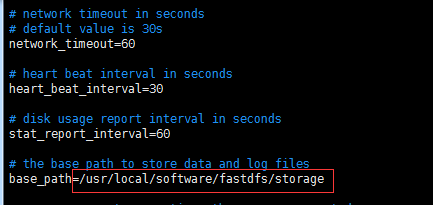 # network timeout in seconds
# default value is 30s
network_timeout=60
# heart beat interval in seconds
heart_beat_interval=30
# disk usage report interval in seconds
stat_report_interval=60
# the base path to store data and log files
base_path=/usr/local/software/fastdfs/storage